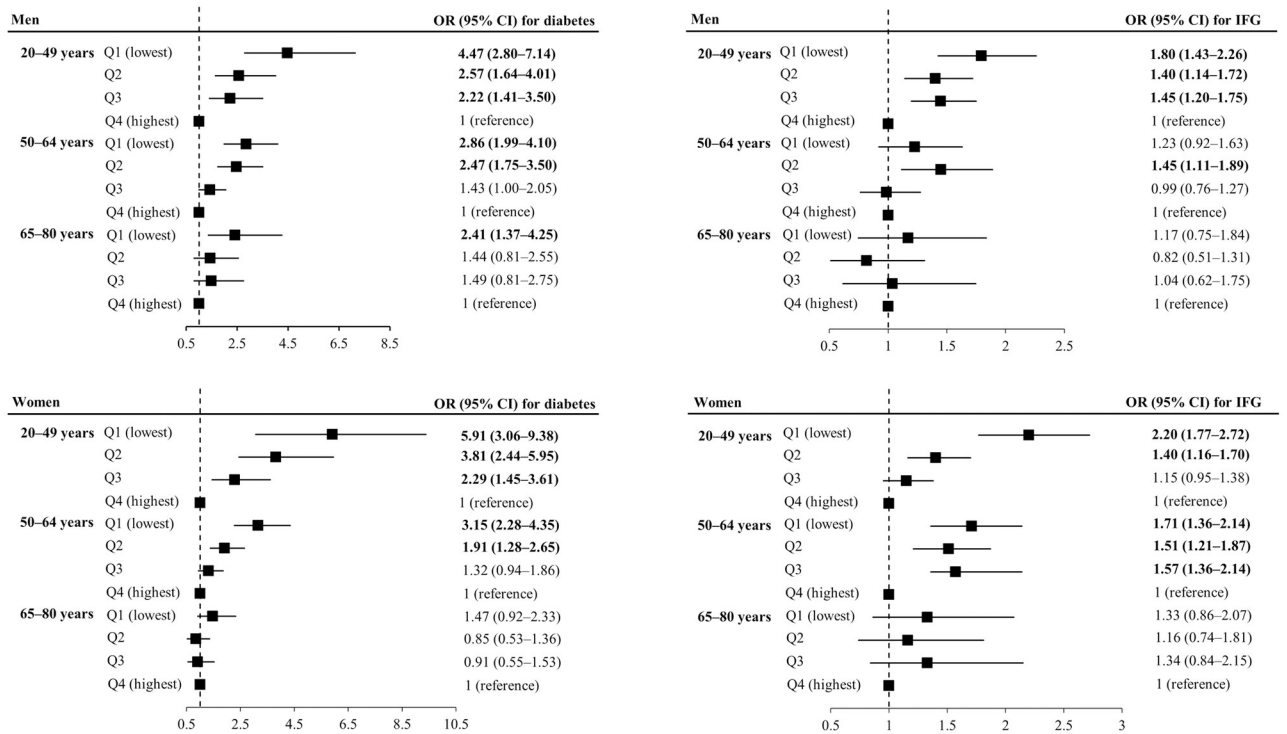 Men OR (95% CI) for diabetes
20–49 years Q1 (lowest) 4.47 (2.80–7.14)
Q2 2.57 (1.64–4.01)
Q3 2.22 (1.41–3.50)
Q4 (highest) 1 (reference)
50–64 years Q1 (lowest) 2.86 (1.99–4.10)
Q2 2.47 (1.75–3.50)
Q3 1.43 (1.00–2.05)
Q4 (highest) 1 (reference)
65–80 years Q1 (lowest) 2.41 (1.37–4.25)
Q2 1.44 (0.81–2.55)
Q3 1.49 (0.81–2.75)
Q4 (highest) 1 (reference)
0.5 2.5 4.5 6.5 8.5
Men OR (95% CI) for IFG
20–49 years Q1 (lowest) 1.80 (1.43–2.26)
Q2 1.40 (1.14–1.72)
Q3 1.45 (1.20–1.75)
Q4 (highest) 1 (reference)
50–64 years Q1 (lowest) 1.23 (0.92–1.63)
Q2 1.45 (1.11–1.89)
Q3 0.99 (0.76–1.27)
Q4 (highest) 1 (reference)
65–80 years Q1 (lowest) 1.17 (0.75–1.84)
Q2 0.82 (0.51–1.31)
Q3 1.04 (0.62–1.75)
Q4 (highest) 1 (reference)
0.5 1 1.5 2 2.5
Women OR (95% CI) for diabetes
20–49 years Q1 (lowest) 5.91 (3.06–9.38)
Q2 3.81 (2.44–5.95)
Q3 2.29 (1.45–3.61)
Q4 (highest) 1 (reference)
50–64 years Q1 (lowest) 3.15 (2.28–4.35)
Q2 1.91 (1.28–2.65)
Q3 1.32 (0.94–1.86)
Q4 (highest) 1 (reference)
65–80 years Q1 (lowest) 1.47 (0.92–2.33)
Q2 0.85 (0.53–1.36)
Q3 0.91 (0.55–1.53)
Q4 (highest) 1 (reference)
0.5 2.5 4.5 6.5 8.5 10.5
Women OR (95% CI) for IFG
20–49 years Q1 (lowest) 2.20 (1.77–2.72)
Q2 1.40 (1.16–1.70)
Q3 1.15 (0.95–1.38)
Q4 (highest) 1 (reference)
50–64 years Q1 (lowest) 1.71 (1.36–2.14)
Q2 1.51 (1.21–1.87)
Q3 1.57 (1.36–2.14)
Q4 (highest) 1 (reference)
65–80 years Q1 (lowest) 1.33 (0.86–2.07)
Q2 1.16 (0.74–1.81)
Q3 1.34 (0.84–2.15)
Q4 (highest) 1 (reference)
0.5 1 1.5 2 2.5 3